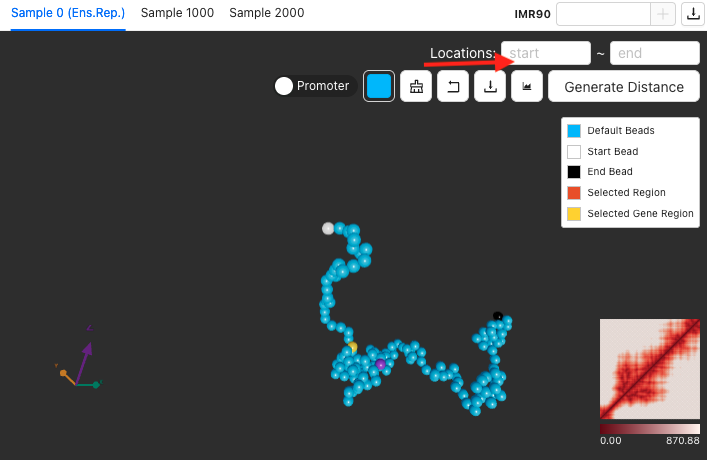 Sample 0 (Ens.Rep.) Sample 1000 Sample 2000 IMR90
Locations: start ~ end
Promoter Generate Distance
Default Beads
Start Bead
End Bead
Selected Region
Selected Gene Region
0.00 870.88